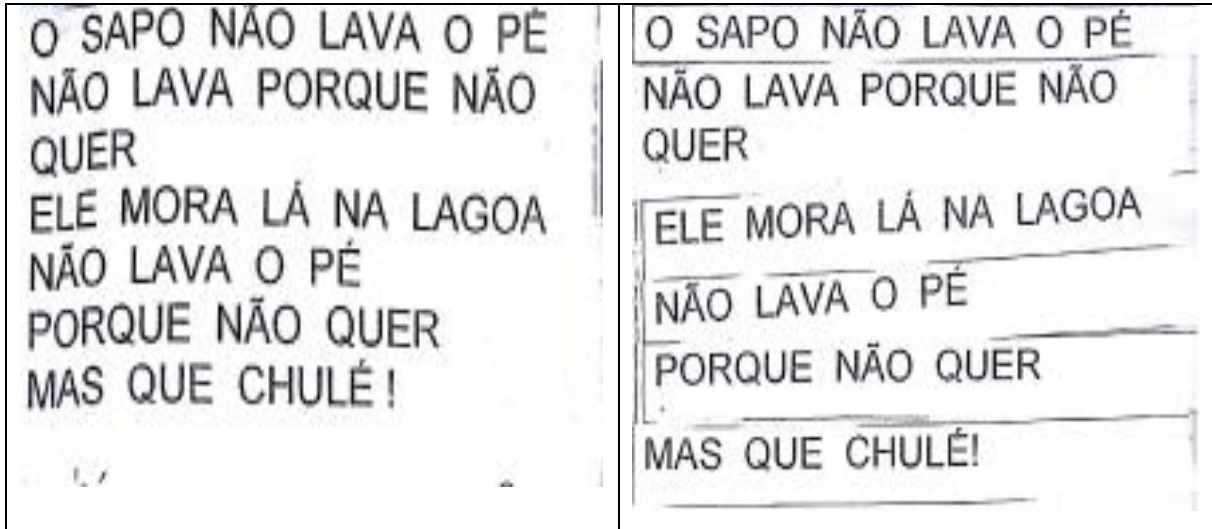 O SAPO NÃO LAVA O PÉ
NÃO LAVA PORQUE NÃO
QUER
ELE MORA LÁ NA LAGOA
NÃO LAVA O PÉ
PORQUE NÃO QUER
MAS QUE CHULÉ !
O SAPO NÃO LAVA O PÉ
NÃO LAVA PORQUE NÃO
QUER
ELE MORA LÁ NA LAGOA
NÃO LAVA O PÉ
PORQUE NÃO QUER
MAS QUE CHULÉ!